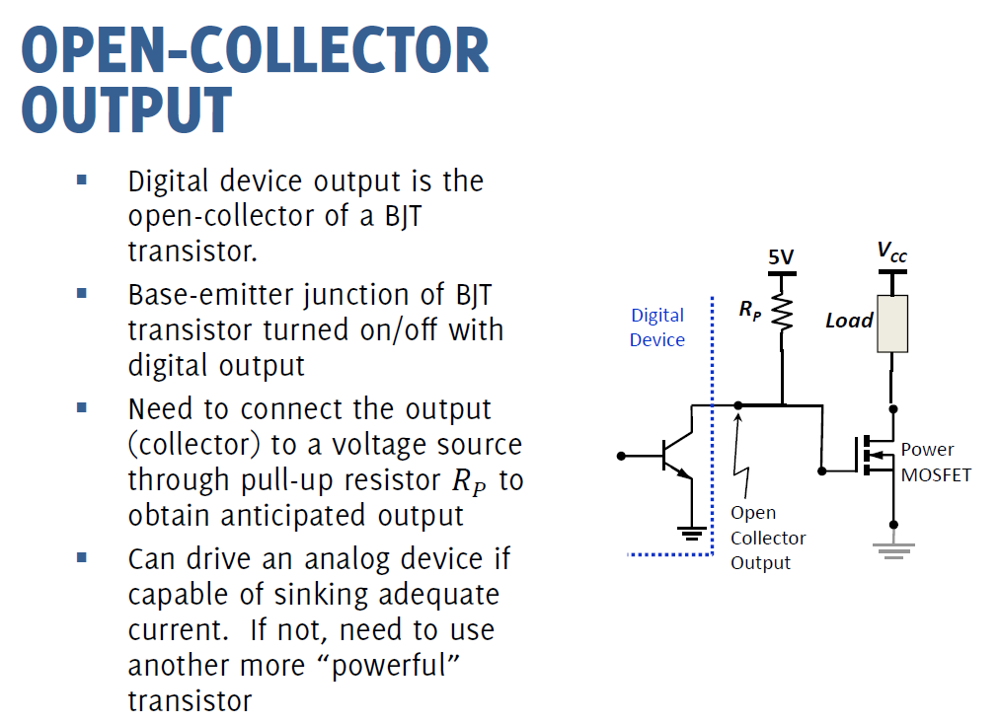 OPEN-COLLECTOR
OUTPUT
▪ Digital device output is the
open-collector of a BJT
transistor.
▪ Base-emitter junction of BJT
transistor turned on/off with
digital output
▪ Need to connect the output
(collector) to a voltage source
through pull-up resistor R_P to
obtain anticipated output
▪ Can drive an analog device if
capable of sinking adequate
current.  If not, need to use
another more “powerful”
transistor
5V
V_cc
Digital
Device
R_P
Load
Power
MOSFET
Open
Collector
Output